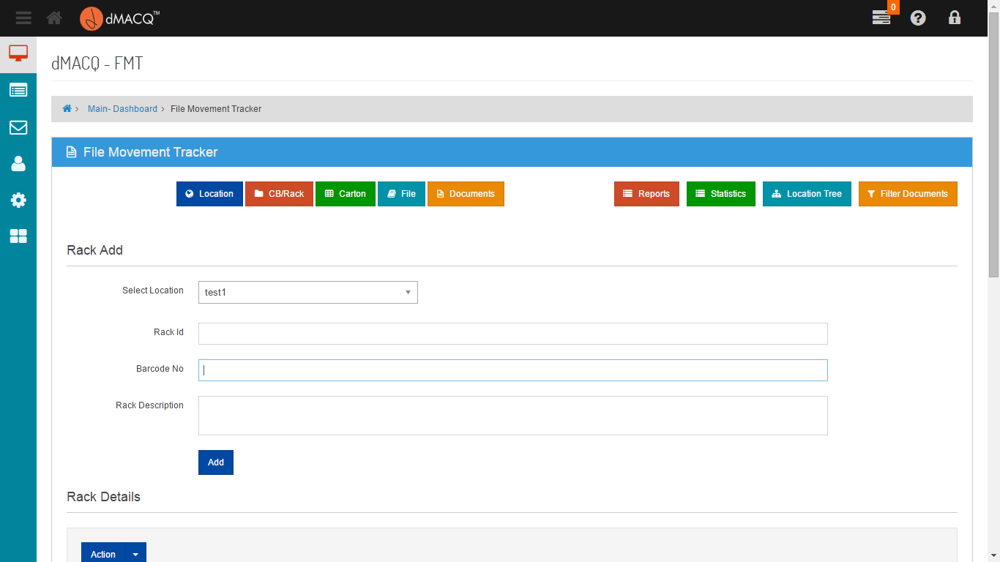 dMACQ™ 0
dMACQ - FMT
Main- Dashboard > File Movement Tracker
File Movement Tracker
Location CB/Rack Carton File Documents Reports Statistics Location Tree Filter Documents
Rack Add
Select Location test1
Rack Id
Barcode No
Rack Description
Add
Rack Details
Action